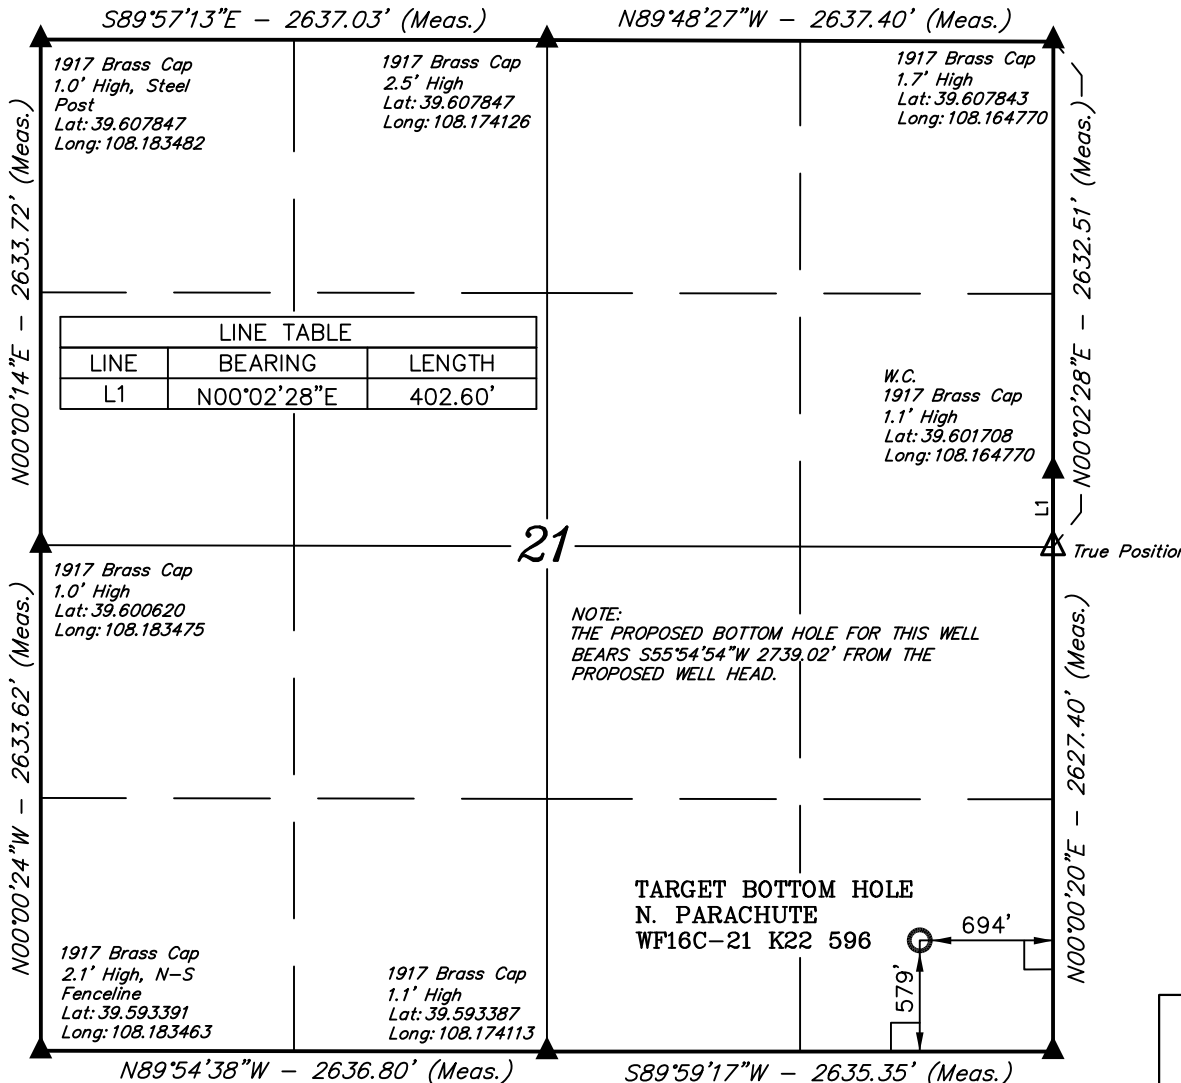 S89°57'13"E - 2637.03' (Meas.)
N89°48'27"W - 2637.40' (Meas.)
1917 Brass Cap
1.0' High, Steel
Post
Lat: 39.607847
Long: 108.183482
1917 Brass Cap
2.5' High
Lat: 39.607847
Long: 108.174126
1917 Brass Cap
1.7' High
Lat: 39.607843
Long: 108.164770
N00°00'14"E - 2633.72' (Meas.)
N00°02'28"E - 2632.51' (Meas.)
LINE TABLE
LINE BEARING LENGTH
L1 N00°02'28"E 402.60'
W.C.
1917 Brass Cap
1.1' High
Lat: 39.601708
Long: 108.164770
L1
21
True Position
1917 Brass Cap
1.0' High
Lat: 39.600620
Long: 108.183475
NOTE:
THE PROPOSED BOTTOM HOLE FOR THIS WELL
BEARS S55°54'54"W 2739.02' FROM THE
PROPOSED WELL HEAD.
N00°00'24"W - 2633.62' (Meas.)
N00°00'20"E - 2627.40' (Meas.)
TARGET BOTTOM HOLE
N. PARACHUTE
WF16C-21 K22 596
694'
579'
1917 Brass Cap
2.1' High, N-S
Fenceline
Lat: 39.593391
Long: 108.183463
1917 Brass Cap
1.1' High
Lat: 39.593387
Long: 108.174113
N89°54'38"W - 2636.80' (Meas.)
S89°59'17"W - 2635.35' (Meas.)